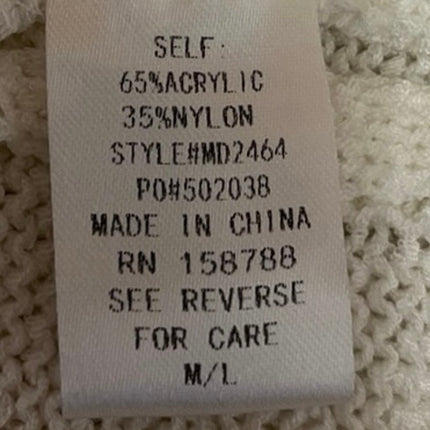 SELF:
65%ACRYLIC
35%NYLON
STYLE#MD2464
PO#502038
MADE IN CHINA
RN 158788
SEE REVERSE
FOR CARE
M/L